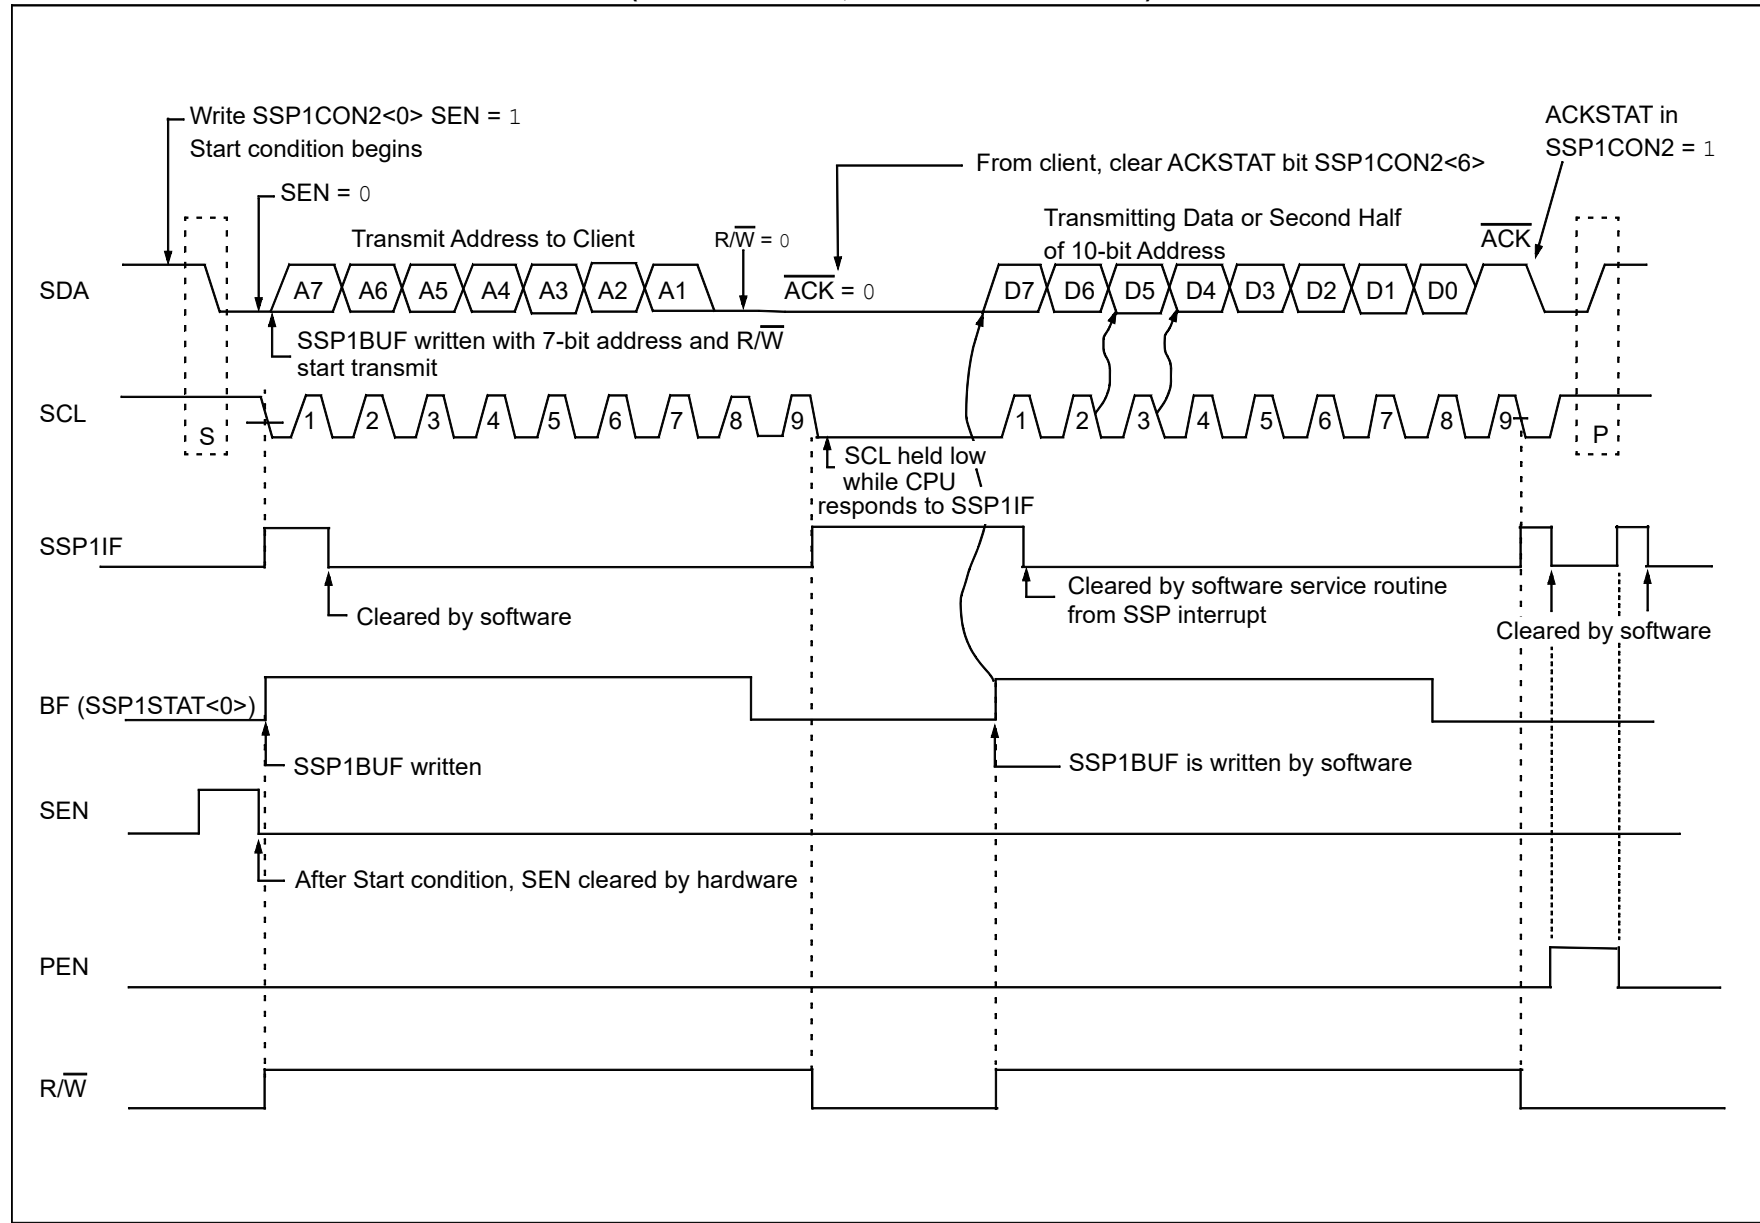 Write SSP1CON2<0> SEN = 1
Start condition begins
ACKSTAT in
SSP1CON2 = 1
From client, clear ACKSTAT bit SSP1CON2<6>
SEN = 0
Transmitting Data or Second Half
of 10-bit Address
Transmit Address to Client
R/W̅ = 0
A̅C̅K̅
SDA
A7 A6 A5 A4 A3 A2 A1
A̅C̅K̅ = 0
D7 D6 D5 D4 D3 D2 D1 D0
SSP1BUF written with 7-bit address and R/W̅
start transmit
SCL
S
1 2 3 4 5 6 7 8 9
1 2 3 4 5 6 7 8 9
P
SCL held low
while CPU
responds to SSP1IF
SSP1IF
Cleared by software
Cleared by software service routine
from SSP interrupt
Cleared by software
BF (SSP1STAT<0>)
SSP1BUF written
SSP1BUF is written by software
SEN
After Start condition, SEN cleared by hardware
PEN
R/W̅